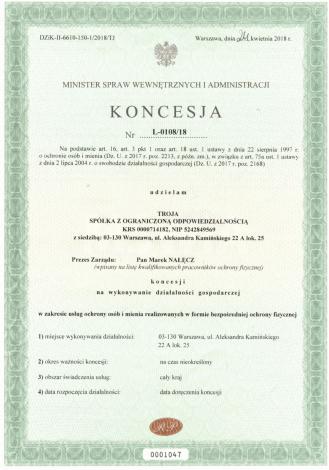 DZiK-II-6610-150-1/2018/TJ
Warszawa, dnia 24 kwietnia 2018 r.
MINISTER SPRAW WEWNĘTRZNYCH I ADMINISTRACJI
KONCESJA
Nr L-0108/18
Na podstawie art. 16, art. 3 pkt 1 oraz art. 18 ust. 1 ustawy z dnia 22 sierpnia 1997 r.
o ochronie osób i mienia (Dz. U. z 2017 r. poz. 2213, z późn. zm.), w związku z art. 75a ust. 1 ustawy
z dnia 2 lipca 2004 r. o swobodzie działalności gospodarczej (Dz. U. z 2017 r. poz. 2168)
udzielam
TROJA
SPÓŁKA Z OGRANICZONĄ ODPOWIEDZIALNOŚCIĄ
KRS 0000714182, NIP 5242849569
z siedzibą: 03-130 Warszawa, ul. Aleksandra Kamińskiego 22 A lok. 25
Prezes Zarządu: Pan Marek NAŁĘCZ
(wpisany na listę kwalifikowanych pracowników ochrony fizycznej)
koncesji
na wykonywanie działalności gospodarczej
w zakresie usług ochrony osób i mienia realizowanych w formie bezpośredniej ochrony fizycznej
1) miejsce wykonywania działalności: 03-130 Warszawa, ul. Aleksandra Kamińskiego
22 A lok. 25
2) okres ważności koncesji: na czas nieokreślony
3) obszar świadczenia usług: cały kraj
4) data rozpoczęcia działalności: data doręczenia koncesji
RP
0001047